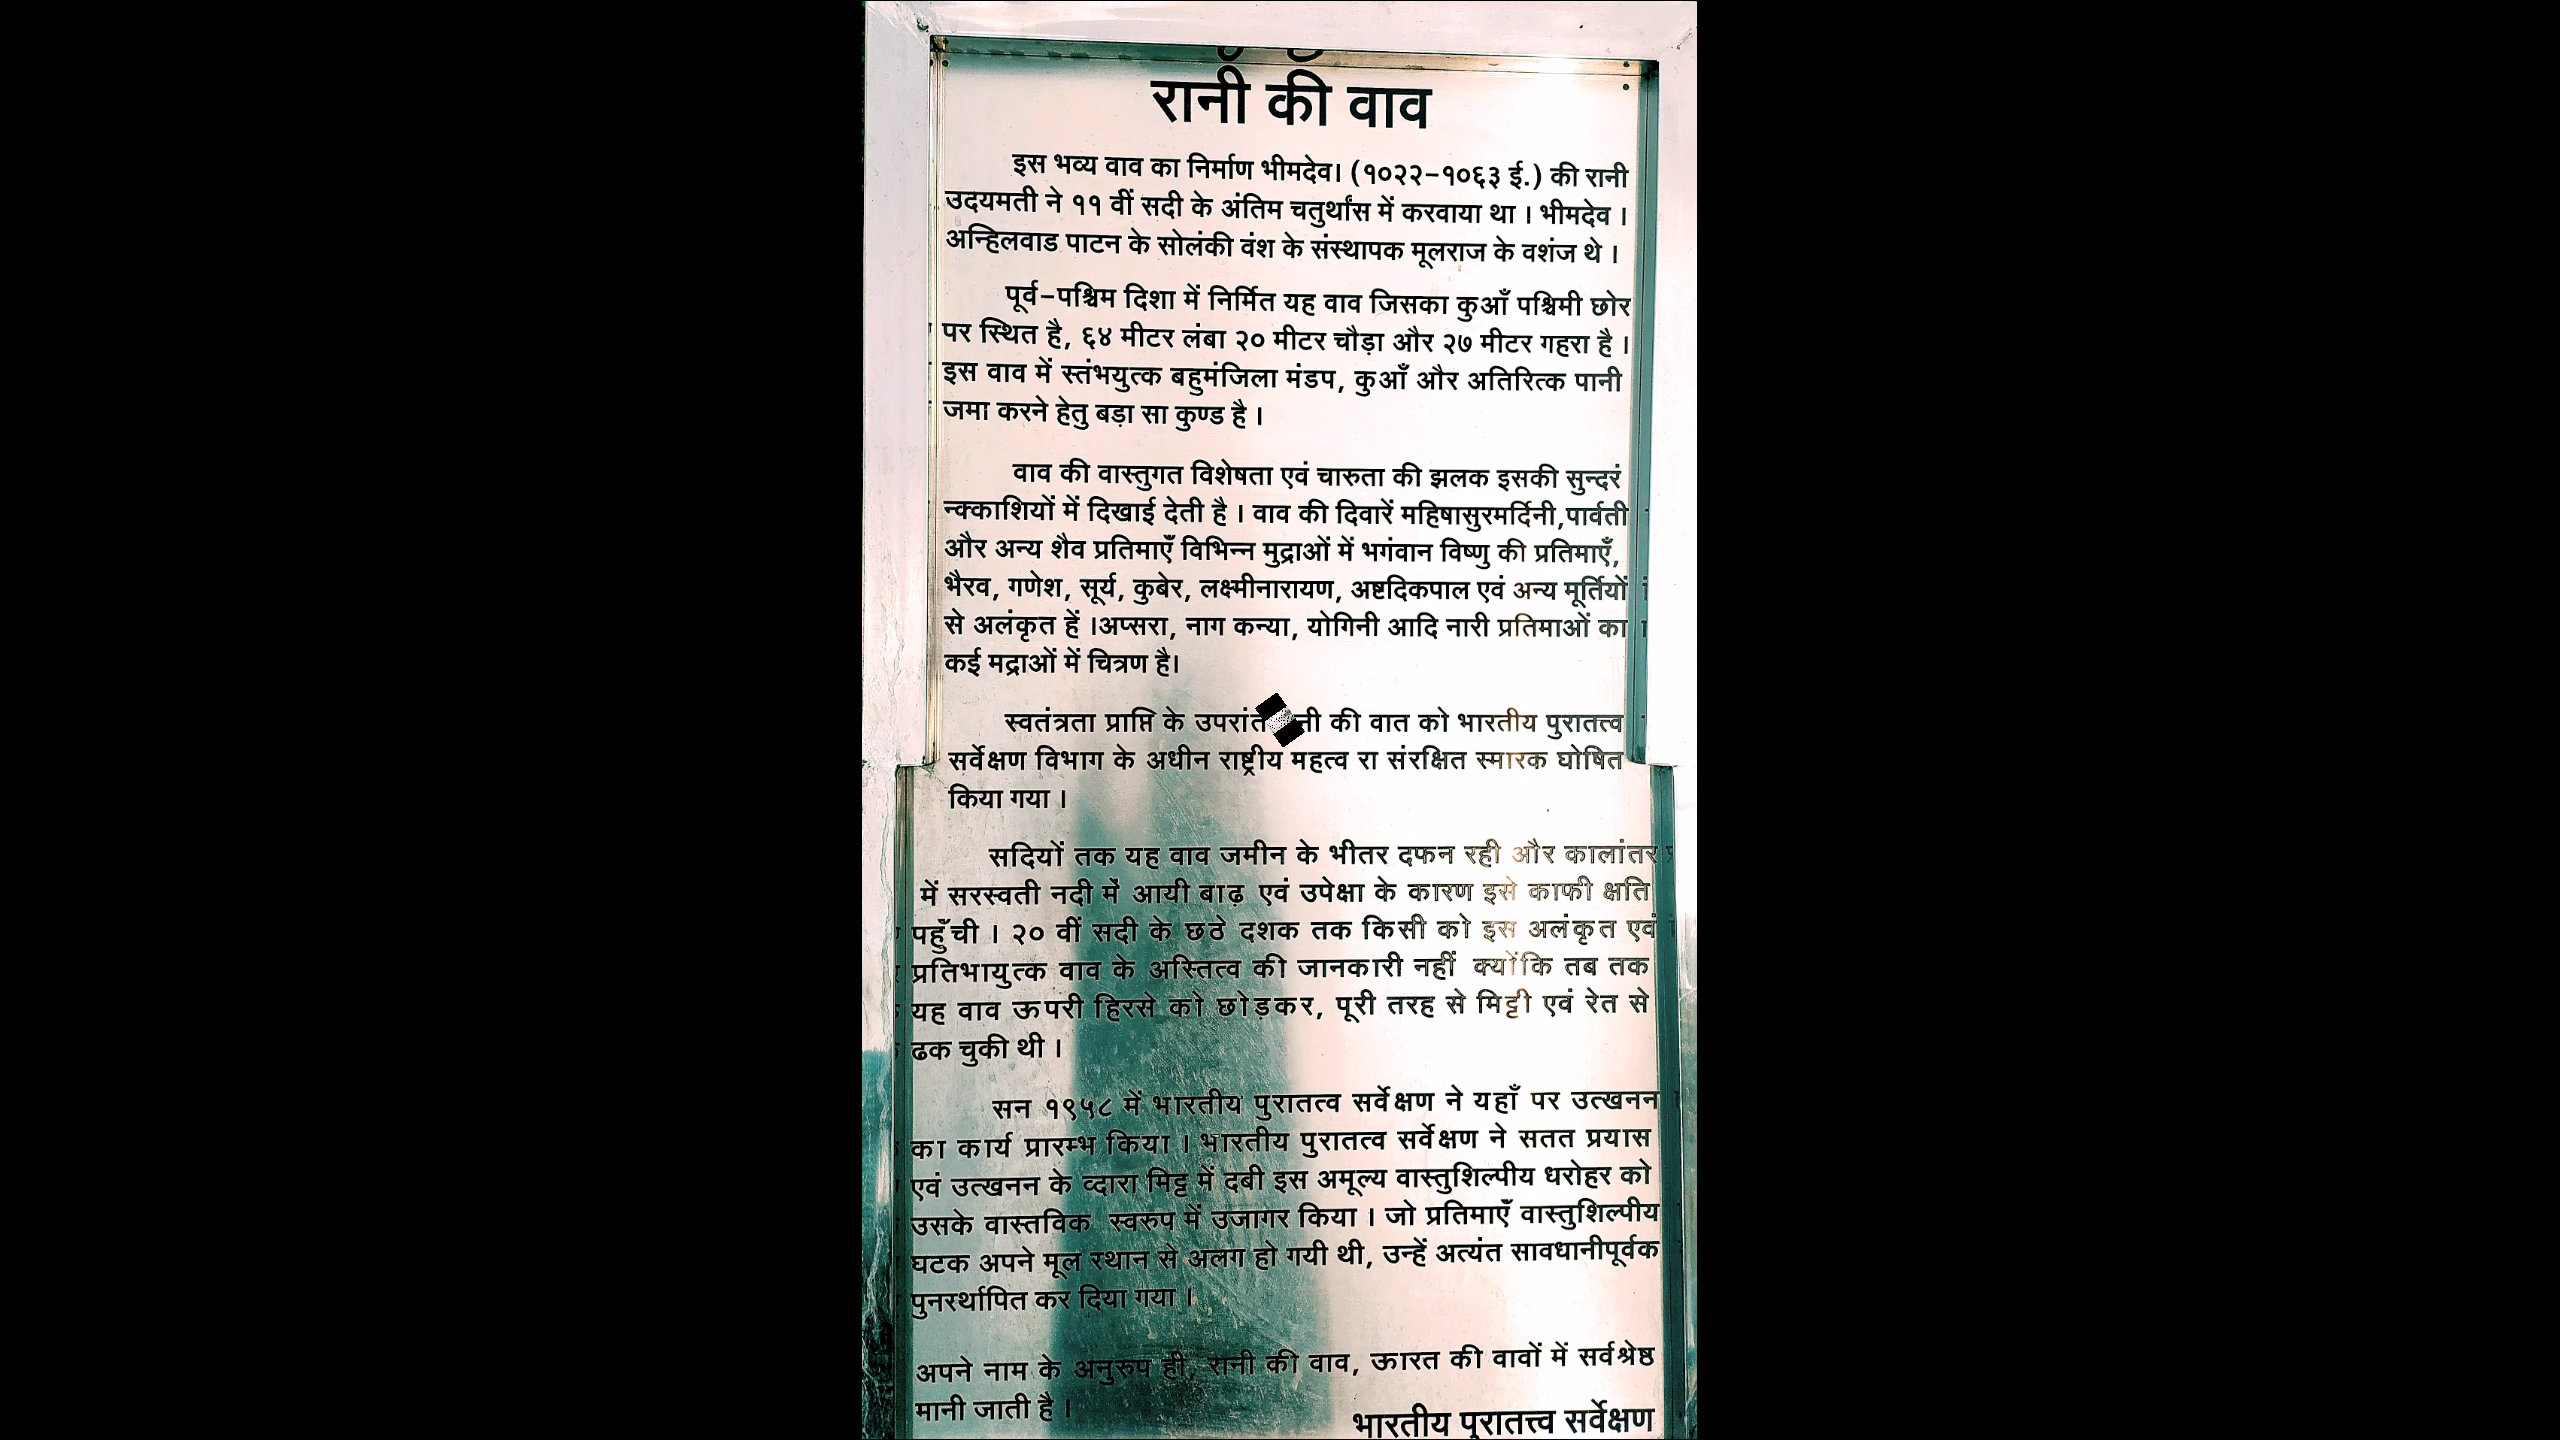 रानी की वाव
इस भव्य वाव का निर्माण भीमदेव। (१०२२-१०६३ ई.) की रानी
उदयमती ने ११ वीं सदी के अंतिम चतुर्थांस में करवाया था । भीमदेव ।
अन्हिलवाड पाटन के सोलंकी वंश के संस्थापक मूलराज के वशंज थे ।
पूर्व-पश्चिम दिशा में निर्मित यह वाव जिसका कुआँ पश्चिमी छोर
पर स्थित है, ६४ मीटर लंबा २० मीटर चौड़ा और २७ मीटर गहरा है ।
इस वाव में स्तंभयुत्क बहुमंजिला मंडप, कुआँ और अतिरित्क पानी
जमा करने हेतु बड़ा सा कुण्ड है ।
वाव की वास्तुगत विशेषता एवं चारुता की झलक इसकी सुन्दरं
न्क्काशियों में दिखाई देती है । वाव की दिवारें महिषासुरमर्दिनी,पार्वती
और अन्य शैव प्रतिमाएँ विभिन्न मुद्राओं में भगंवान विष्णु की प्रतिमाएँ,
भैरव, गणेश, सूर्य, कुबेर, लक्ष्मीनारायण, अष्टदिकपाल एवं अन्य मूर्तियों
से अलंकृत हें ।अप्सरा, नाग कन्या, योगिनी आदि नारी प्रतिमाओं का
कई मद्राओं में चित्रण है।
स्वतंत्रता प्राप्ति के उपरांत की वात को भारतीय पुरातत्त्व
सर्वेक्षण विभाग के अधीन राष्ट्रीय महत्व रा संरक्षित स्मारक घोषित
किया गया ।
सदियों तक यह वाव जमीन के भीतर दफन रही और कालांतर
में सरस्वती नदी में आयी बाढ़ एवं उपेक्षा के कारण इसे काफी क्षति
पहुँची । २० वीं सदी के छठे दशक तक किसी को इस अलंकृत एवं
प्रतिभायुत्क वाव के अस्तित्व की जानकारी नहीं क्योंकि तब तक
यह वाव ऊपरी हिरसे को छोड़कर, पूरी तरह से मिट्टी एवं रेत से
ढक चुकी थी ।
सन १९५८ में भारतीय पुरातत्व सर्वेक्षण ने यहाँ पर उत्खनन
का कार्य प्रारम्भ किया । भारतीय पुरातत्व सर्वेक्षण ने सतत प्रयास
एवं उत्खनन के व्दारा मिट्ट में दबी इस अमूल्य वास्तुशिल्पीय धरोहर को
उसके वास्तविक स्वरुप में उजागर किया । जो प्रतिमाएँ वास्तुशिल्पीय
घटक अपने मूल स्थान से अलग हो गयी थी, उन्हें अत्यंत सावधानीपूर्वक
पुनर्स्थापित कर दिया गया ।
अपने नाम के अनुरुप ही, रानी की वाव, ऊारत की वावों में सर्वश्रेष्ठ
मानी जाती है ।
भारतीय पुरातत्त्व सर्वेक्षण